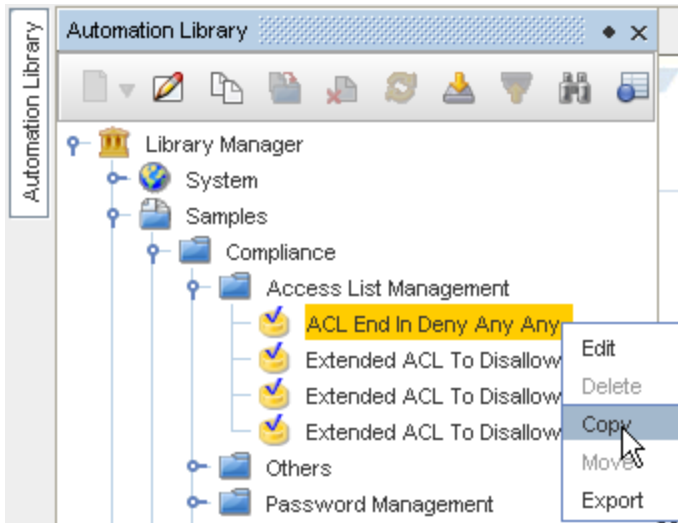 Automation Library
Automation Library
Library Manager
System
Samples
Compliance
Access List Management
ACL End In Deny Any Any
Extended ACL To Disallow
Extended ACL To Disallow
Extended ACL To Disallow
Others
Password Management
Edit
Delete
Copy
Move
Export